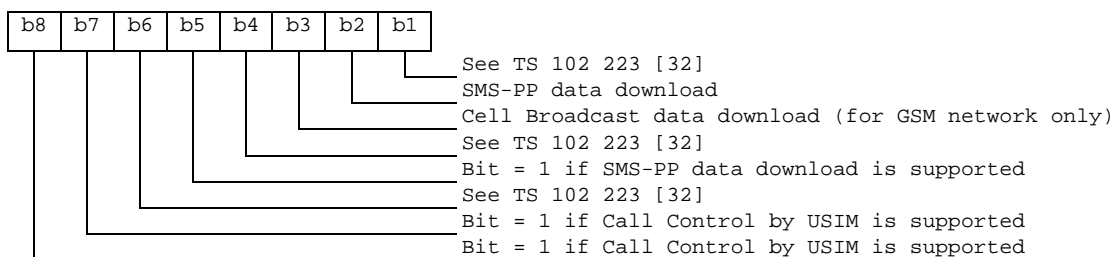 b8 b7 b6 b5 b4 b3 b2 b1
See TS 102 223 [32]
SMS-PP data download
Cell Broadcast data download (for GSM network only)
See TS 102 223 [32]
Bit = 1 if SMS-PP data download is supported
See TS 102 223 [32]
Bit = 1 if Call Control by USIM is supported
Bit = 1 if Call Control by USIM is supported